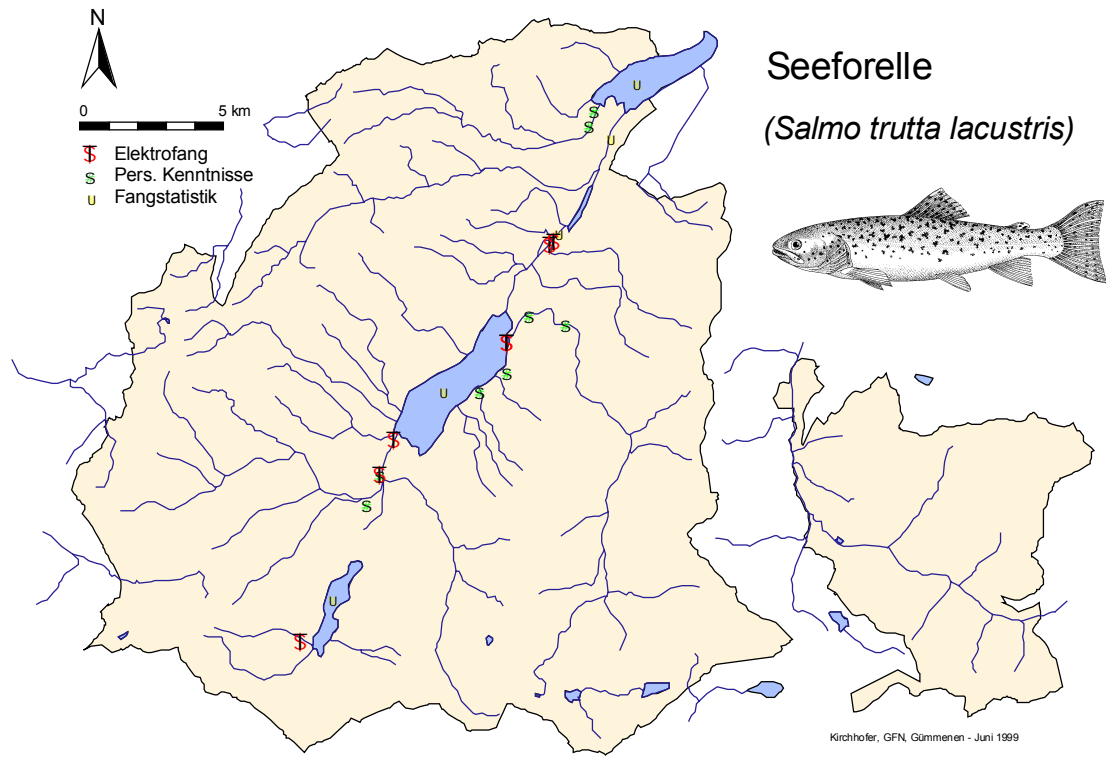 N
Seeforelle
(Salmo trutta lacustris)
0 5 km
Elektrofang
S Pers. Kenntnisse
U Fangstatistik
U
S
S
U
U
S
S
S
U
S
S
U
Kirchhofer, GFN, Gümmenen - Juni 1999